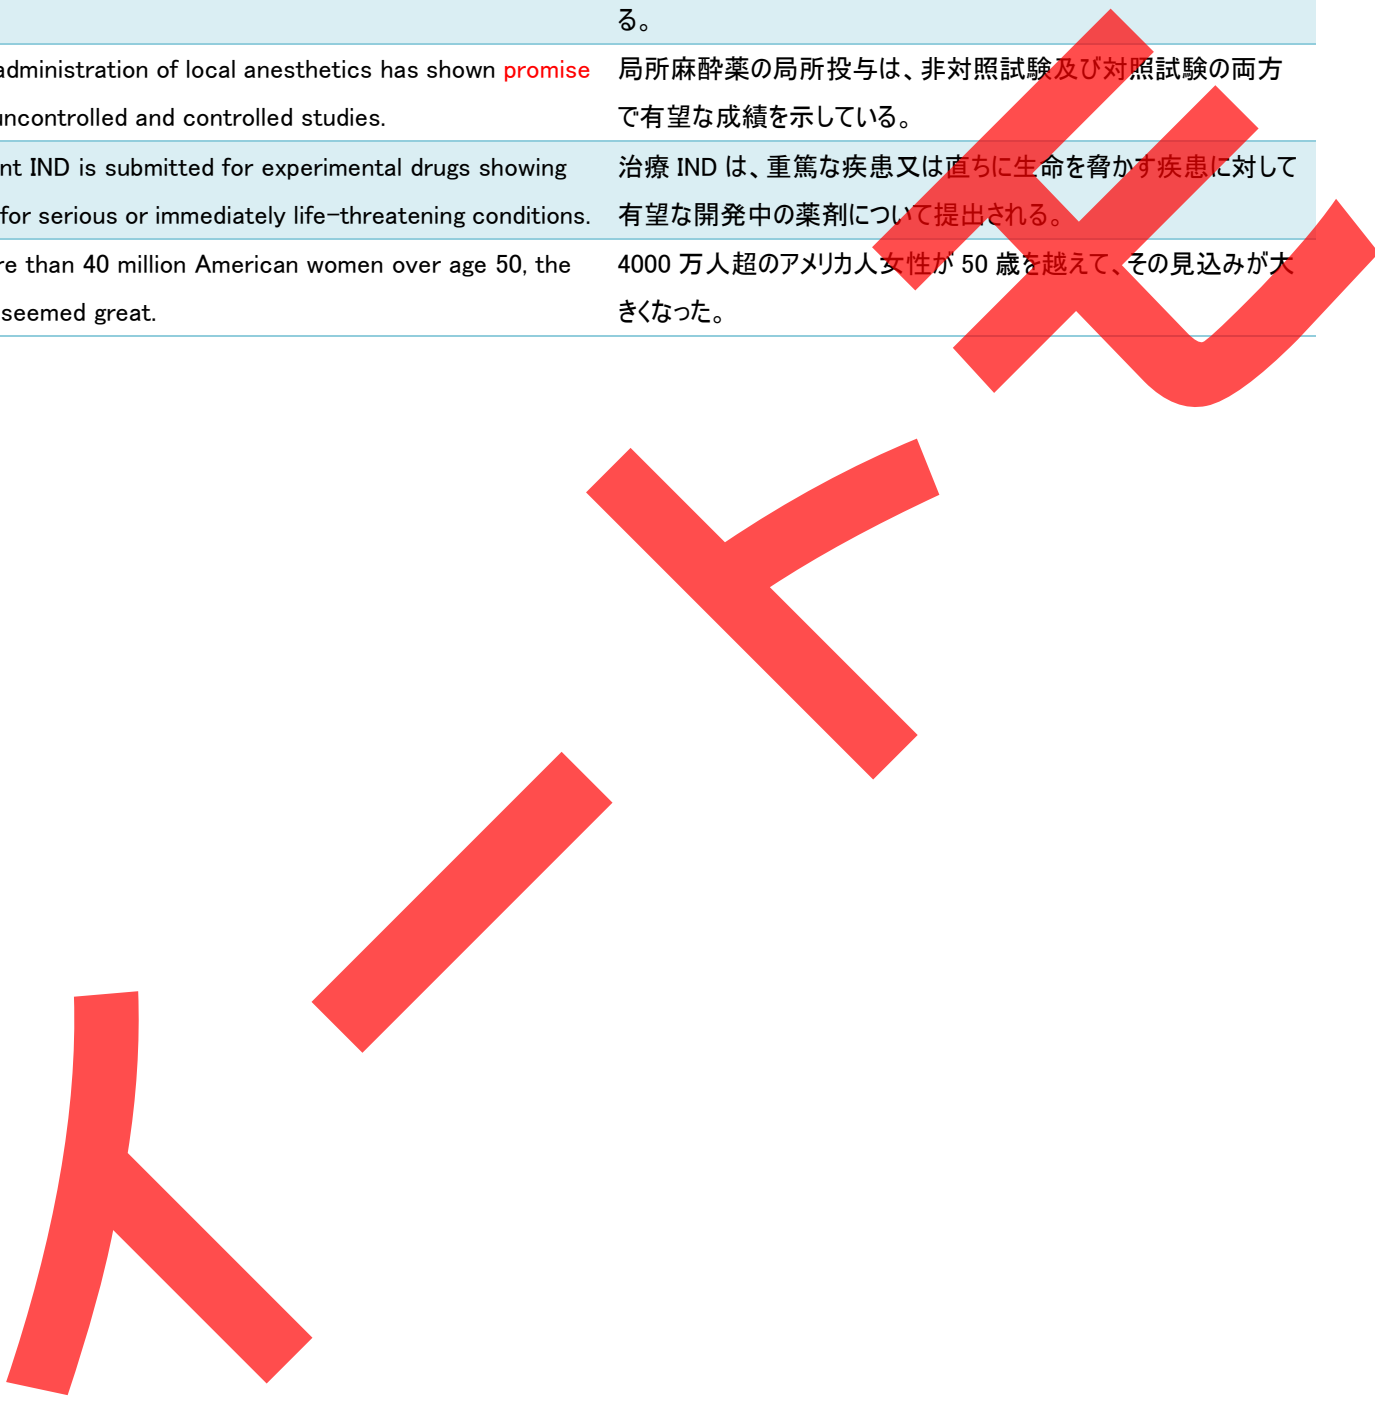 る。
administration of local anesthetics has shown promise
uncontrolled and controlled studies.
局所麻酔薬の局所投与は、非対照試験及び対照試験の両方
で有望な成績を示している。
nt IND is submitted for experimental drugs showing
for serious or immediately life-threatening conditions.
治療 IND は、重篤な疾患又は直ちに生命を脅かす疾患に対して
有望な開発中の薬剤について提出される。
re than 40 million American women over age 50, the
seemed great.
4000 万人超のアメリカ人女性が 50 歳を越えて、その見込みが大
きくなった。
イートモ